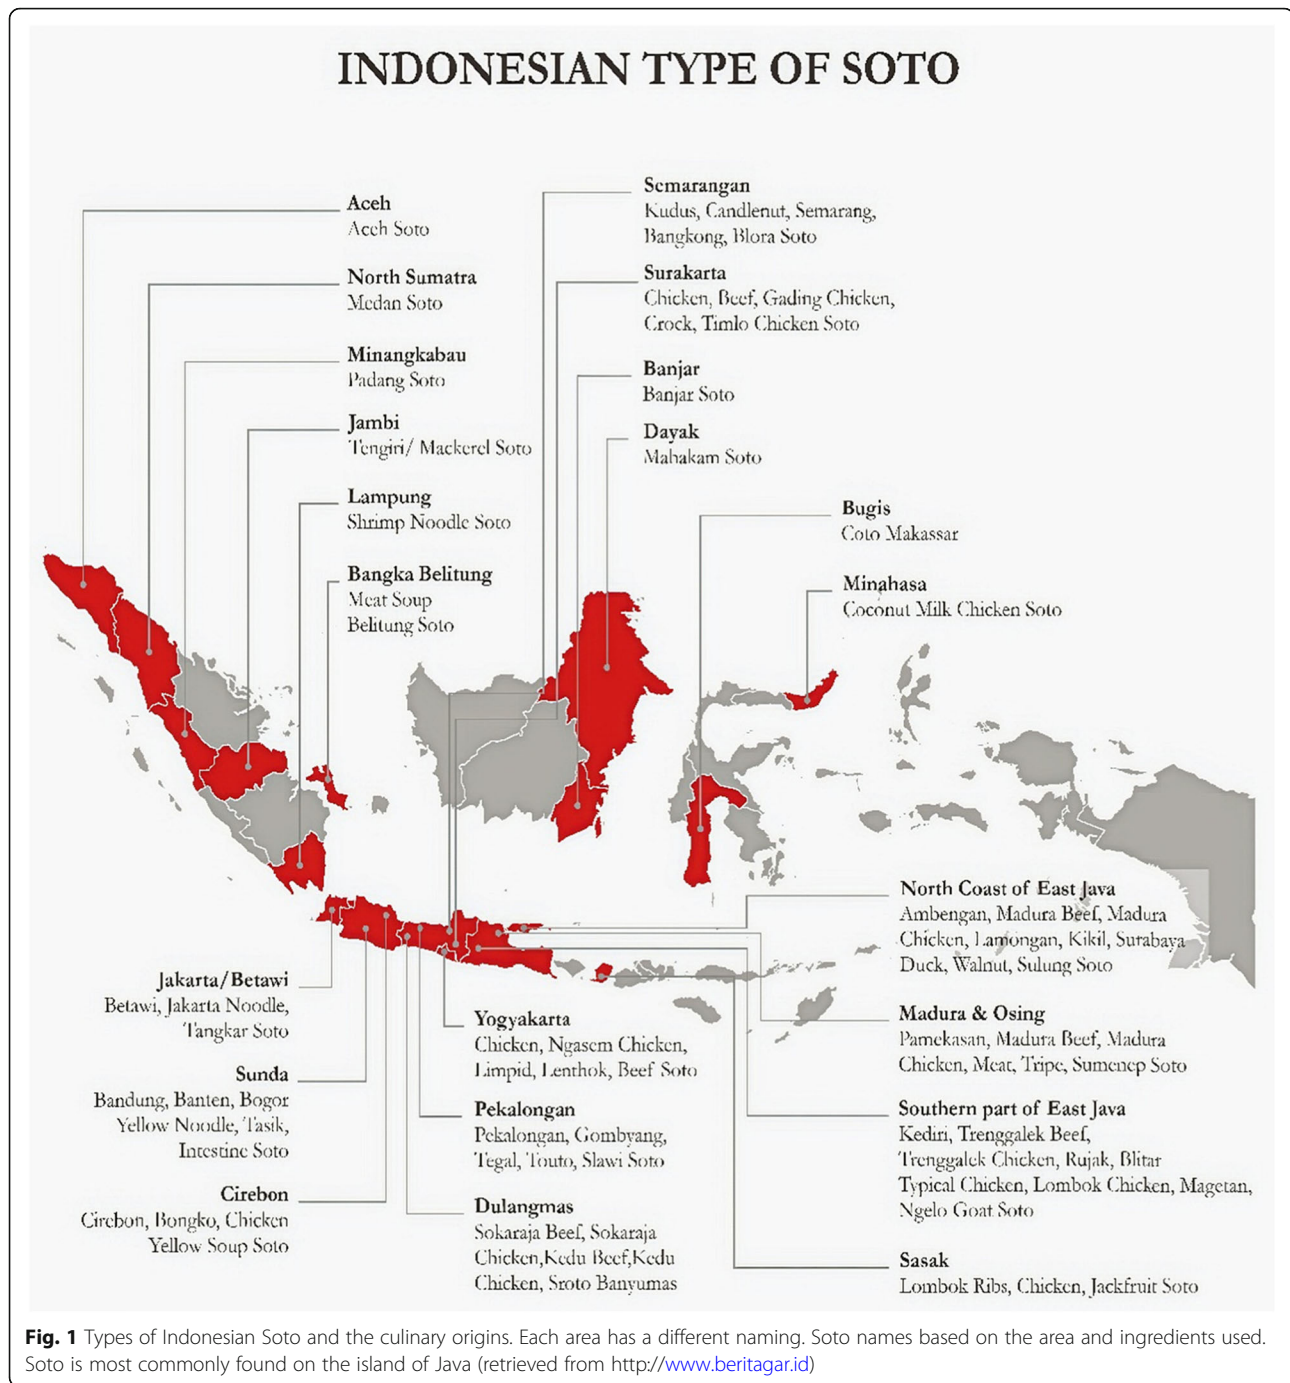 INDONESIAN TYPE OF SOTO
Aceh
Aceh Soto
North Sumatra
Medan Soto
Minangkabau
Padang Soto
Jambi
Tengiri/ Mackerel Soto
Lampung
Shrimp Noodle Soto
Bangka Belitung
Meat Soup
Belitung Soto
Semarangan
Kudus, Candlenut, Semarang,
Bangkong, Blora Soto
Surakarta
Chicken, Beef, Gading Chicken,
Crock, Timlo Chicken Soto
Banjar
Banjar Soto
Dayak
Mahakam Soto
Bugis
Coto Makassar
Minahasa
Coconut Milk Chicken Soto
Jakarta/Betawi
Betawi, Jakarta Noodle,
Tangkar Soto
Sunda
Bandung, Banten, Bogor
Yellow Noodle, Tasik,
Intestine Soto
Cirebon
Cirebon, Bongko, Chicken
Yellow Soup Soto
Yogyakarta
Chicken, Ngasem Chicken,
Limpid, Lenthok, Beef Soto
Pekalongan
Pekalongan, Gombyang,
Tegal, Touto, Slawi Soto
Dulangmas
Sokaraja Beef, Sokaraja
Chicken,Kedu Beef,Kedu
Chicken, Sroto Banyumas
North Coast of East Java
Ambengan, Madura Beef, Madura
Chicken, Lamongan, Kikil, Surabaya
Duck, Walnut, Sulung Soto
Madura & Osing
Pamekasan, Madura Beef, Madura
Chicken, Meat, Tripe, Sumenep Soto
Southern part of East Java
Kediri, Trenggalek Beef,
Trenggalek Chicken, Rujak, Blitar
Typical Chicken, Lombok Chicken, Magetan,
Ngelo Goat Soto
Sasak
Lombok Ribs, Chicken, Jackfruit Soto
Fig. 1 Types of Indonesian Soto and the culinary origins. Each area has a different naming. Soto names based on the area and ingredients used.
Soto is most commonly found on the island of Java (retrieved from http://www.beritagar.id)